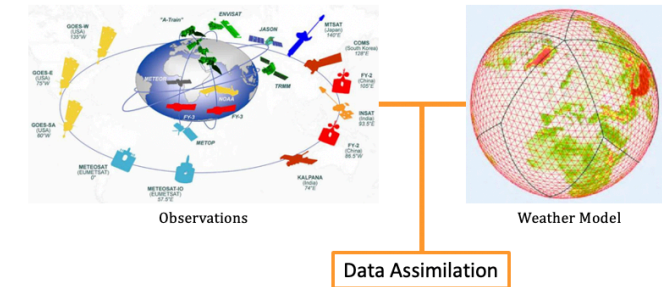 "A-Train"
ENVISAT
GOES-W
(USA)
135°W
JASON
MTSAT
(Japan)
140°E
COMS
(South Korea)
128°E
GOES-E
(USA)
75°W
METEOR
TRMM
FY-2
(China)
105°E
NOAA
INSAT
(India)
93.5°E
FY-3
FY-3
GOES-SA
(USA)
60°W
METOP
FY-2
(China)
86.5°W
METEOSAT
(EUMETSAT)
0°
METEOSAT-IO
(EUMETSAT)
57.5°E
KALPANA
(India)
74°E
Observations
Weather Model
Data Assimilation